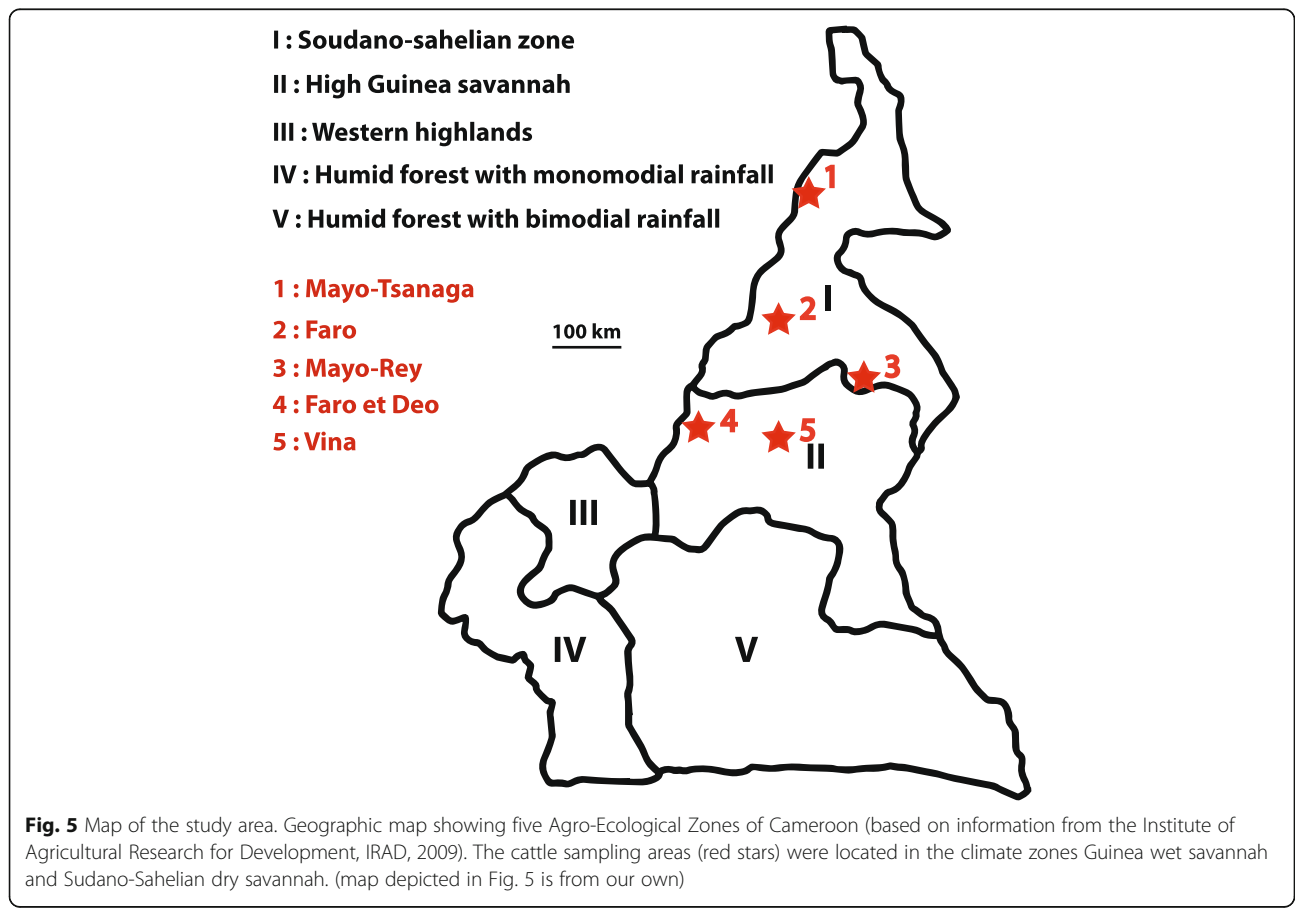 I : Soudano-sahelian zone
II : High Guinea savannah
III : Western highlands
IV : Humid forest with monomodial rainfall
V : Humid forest with bimodial rainfall
1 : Mayo-Tsanaga
2 : Faro
3 : Mayo-Rey
4 : Faro et Deo
5 : Vina
100 km
1
2
I
3
4
5
II
III
IV
V
Fig. 5 Map of the study area. Geographic map showing five Agro-Ecological Zones of Cameroon (based on information from the Institute of
Agricultural Research for Development, IRAD, 2009). The cattle sampling areas (red stars) were located in the climate zones Guinea wet savannah
and Sudano-Sahelian dry savannah. (map depicted in Fig. 5 is from our own)